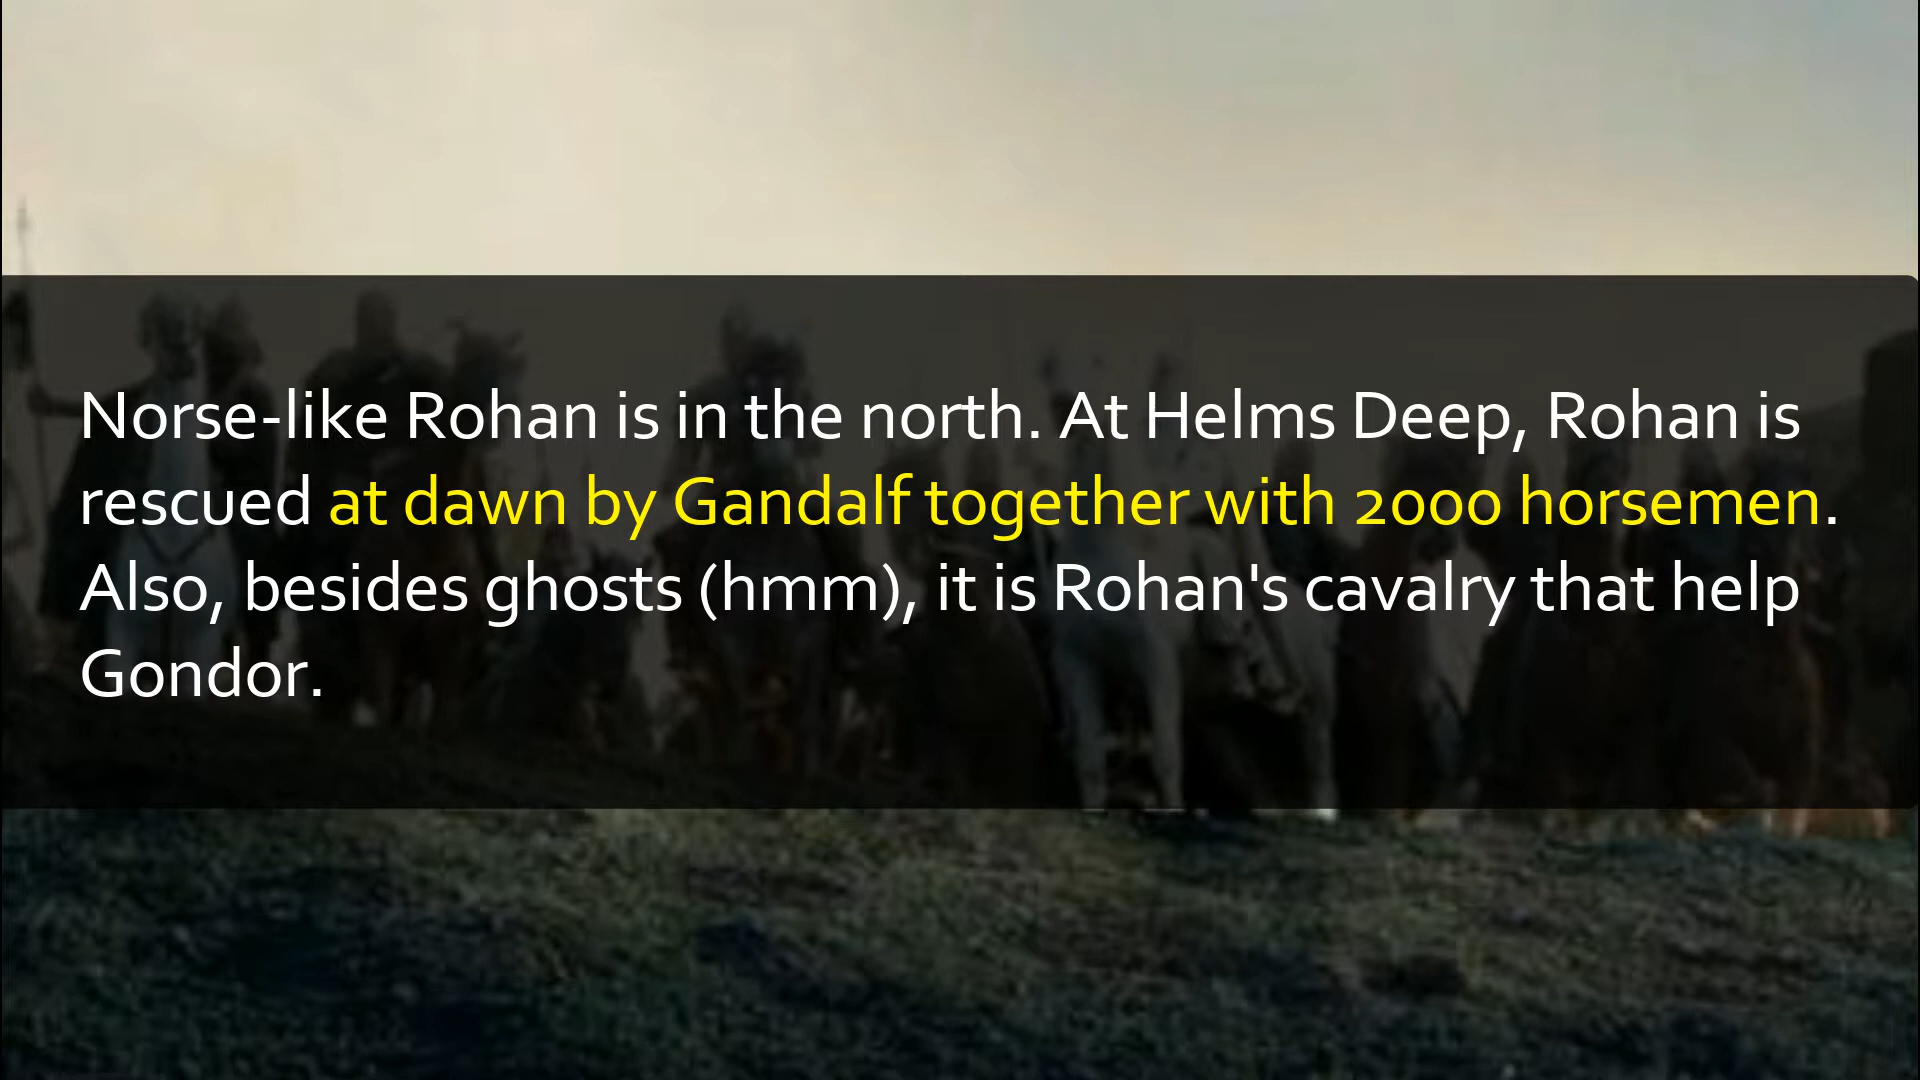 Norse-like Rohan is in the north. At Helms Deep, Rohan is
rescued at dawn by Gandalf together with 2000 horsemen.
Also, besides ghosts (hmm), it is Rohan's cavalry that help
Gondor.